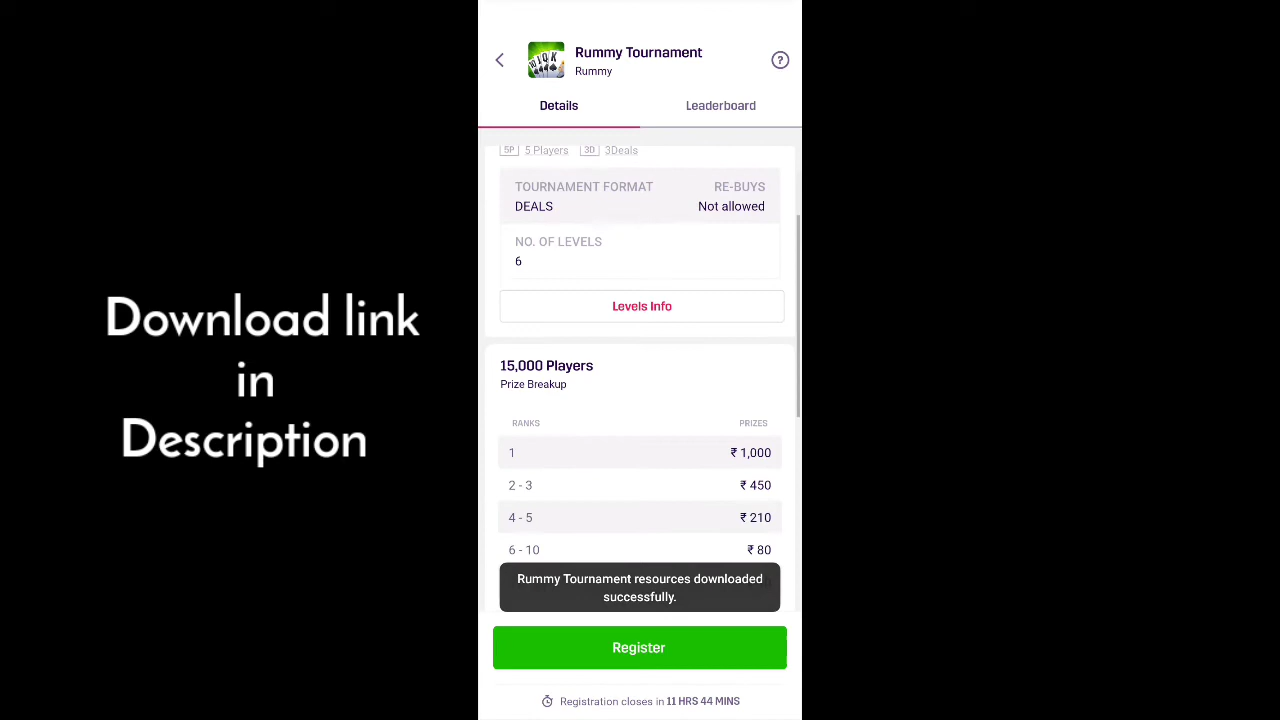 Download link
in
Description
Rummy Tournament
Rummy
?
Details
Leaderboard
5P 5 Players 3D 3Deals
TOURNAMENT FORMAT RE-BUYS
DEALS Not allowed
NO. OF LEVELS
6
Levels Info
15,000 Players
Prize Breakup
RANKS PRIZES
1 ₹ 1,000
2 - 3 ₹ 450
4 - 5 ₹ 210
6 - 10 ₹ 80
Rummy Tournament resources downloaded
successfully.
Register
Registration closes in 11 HRS 44 MINS